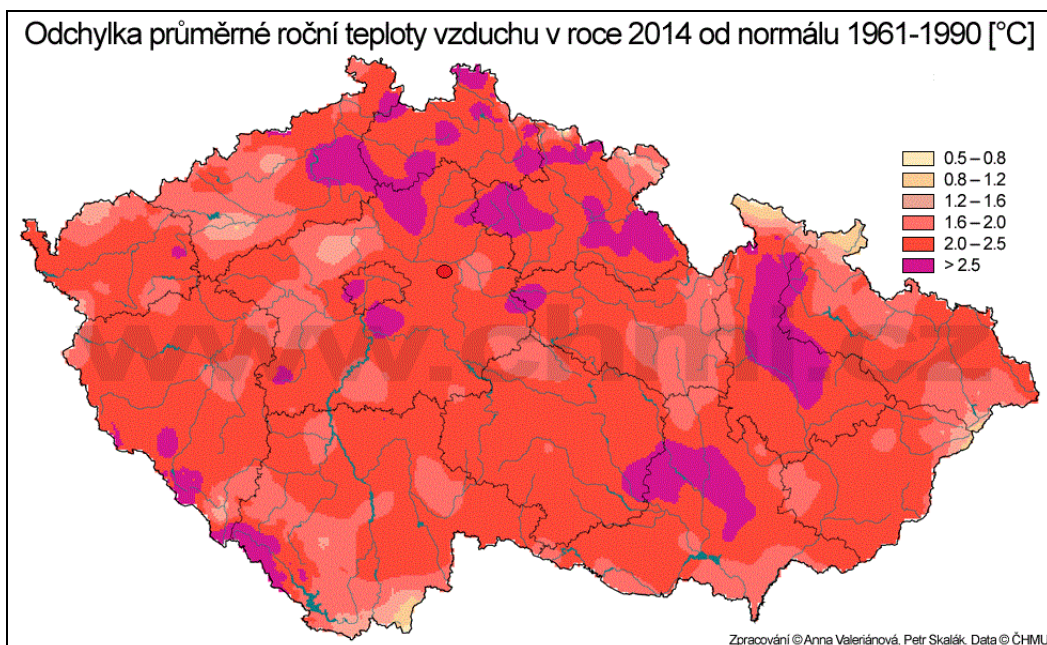 Odchylka průměrné roční teploty vzduchu v roce 2014 od normálu 1961-1990 [°C]
0.5 – 0.8
0.8 – 1.2
1.2 – 1.6
1.6 – 2.0
2.0 – 2.5
> 2.5
www.chmi.cz
Zpracování © Anna Valeriánová, Petr Skalák, Data © ČHMÚ